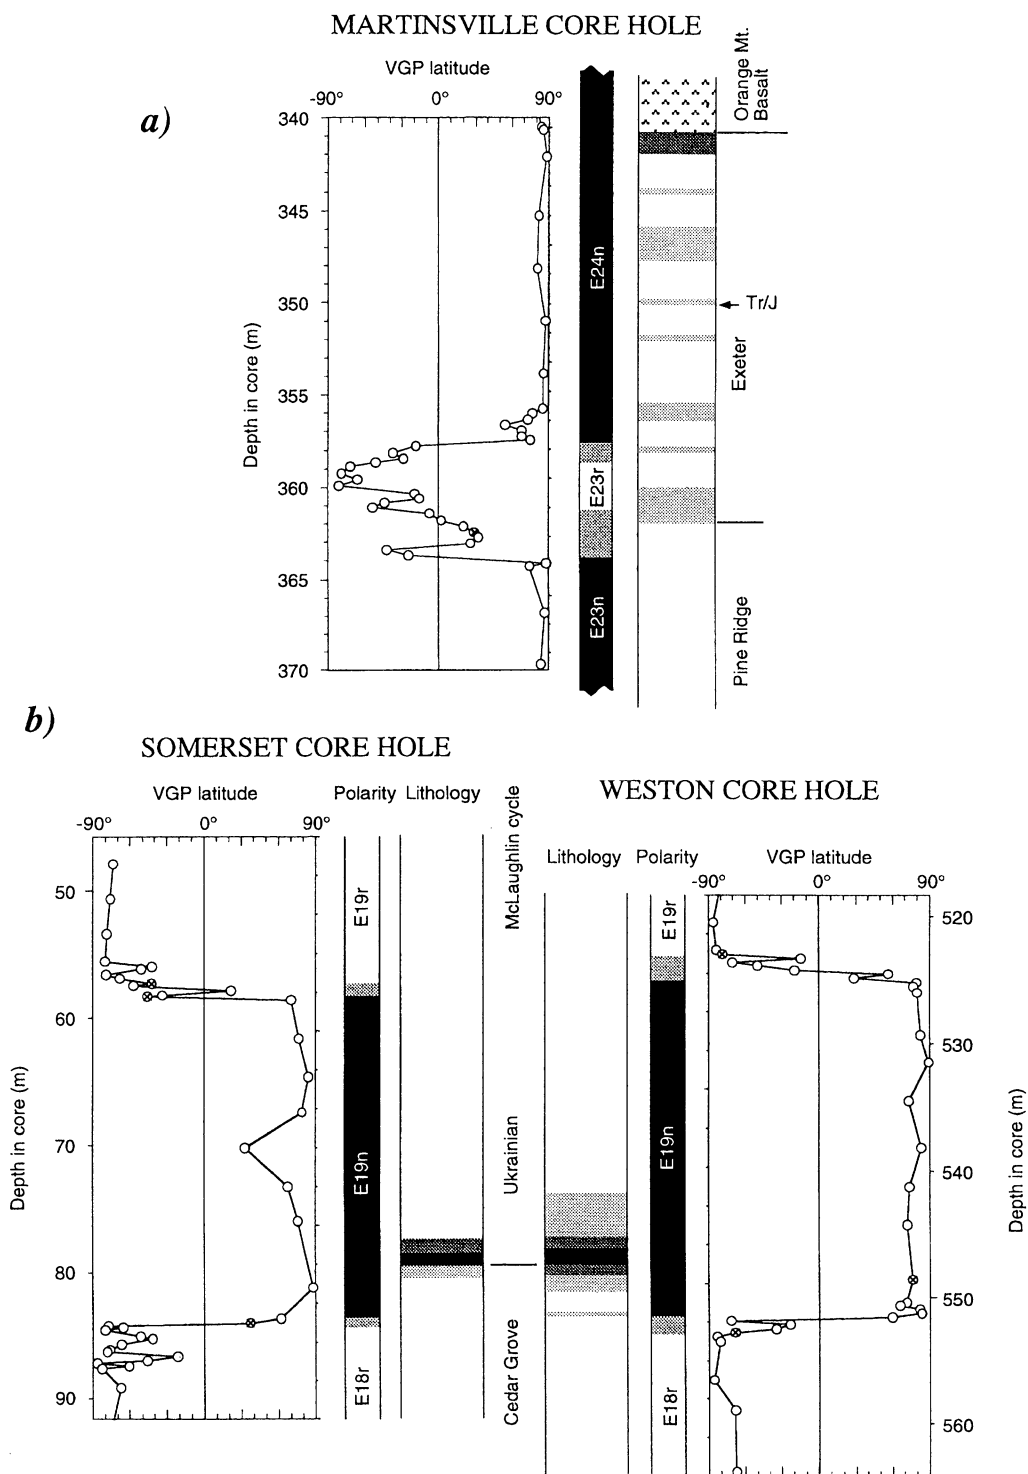 MARTINSVILLE CORE HOLE
a)
VGP latitude
-90° 0° 90°
340
345
350
355
360
365
370
Depth in core (m)
E24n
E23r
E23n
Orange Mt.
Basalt
Tr/J
Exeter
Pine Ridge
b)
SOMERSET CORE HOLE
VGP latitude
Polarity
Lithology
-90° 0° 90°
50
60
70
80
90
Depth in core (m)
E19r
E19n
E18r
McLaughlin cycle
Ukrainian
Cedar Grove
WESTON CORE HOLE
Lithology
Polarity
VGP latitude
-90° 0° 90°
E19r
E19n
E18r
520
530
540
550
560
Depth in core (m)